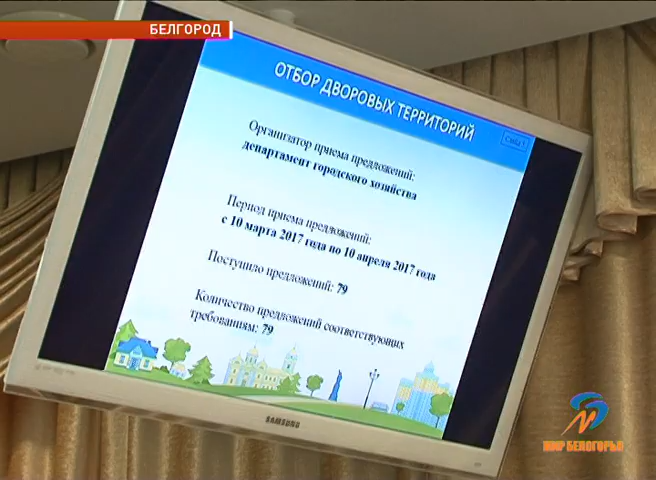 БЕЛГОРОД
ОТБОР ДВОРОВЫХ ТЕРРИТОРИЙ
Слайд 1
Организатор приема предложений:
департамент городского хозяйства
Период приема предложений:
с 10 марта 2017 года по 10 апреля 2017 года
Поступило предложений: 79
Количество предложений соответствующих
требованиям: 79
SAMSUNG
МИР БЕЛОГОРЬЯ